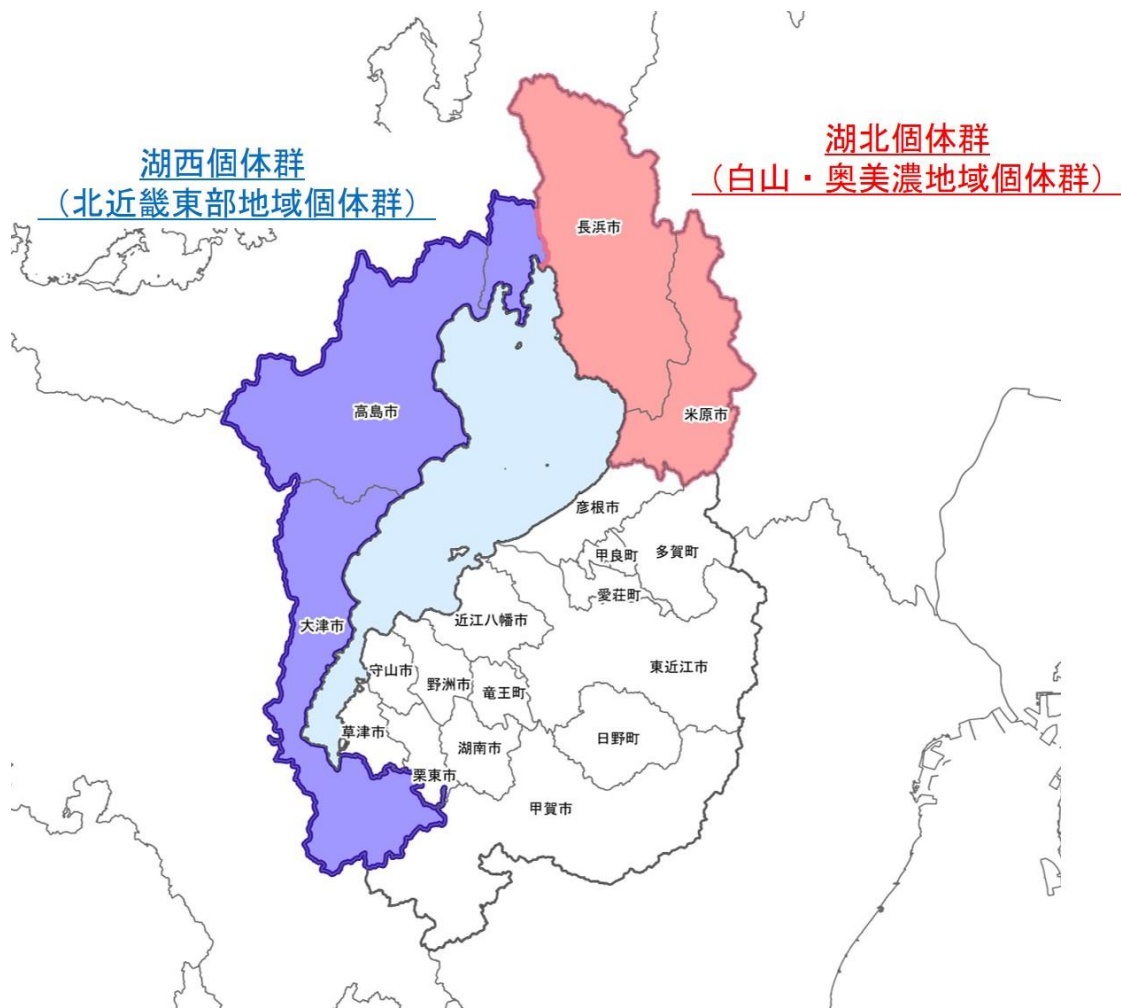 湖西個体群
（北近畿東部地域個体群）
湖北個体群
（白山・奥美濃地域個体群）
長浜市
高島市
米原市
彦根市
甲良町
多賀町
愛荘町
近江八幡市
大津市
東近江市
守山市
野洲市
竜王町
草津市
湖南市
日野町
栗東市
甲賀市